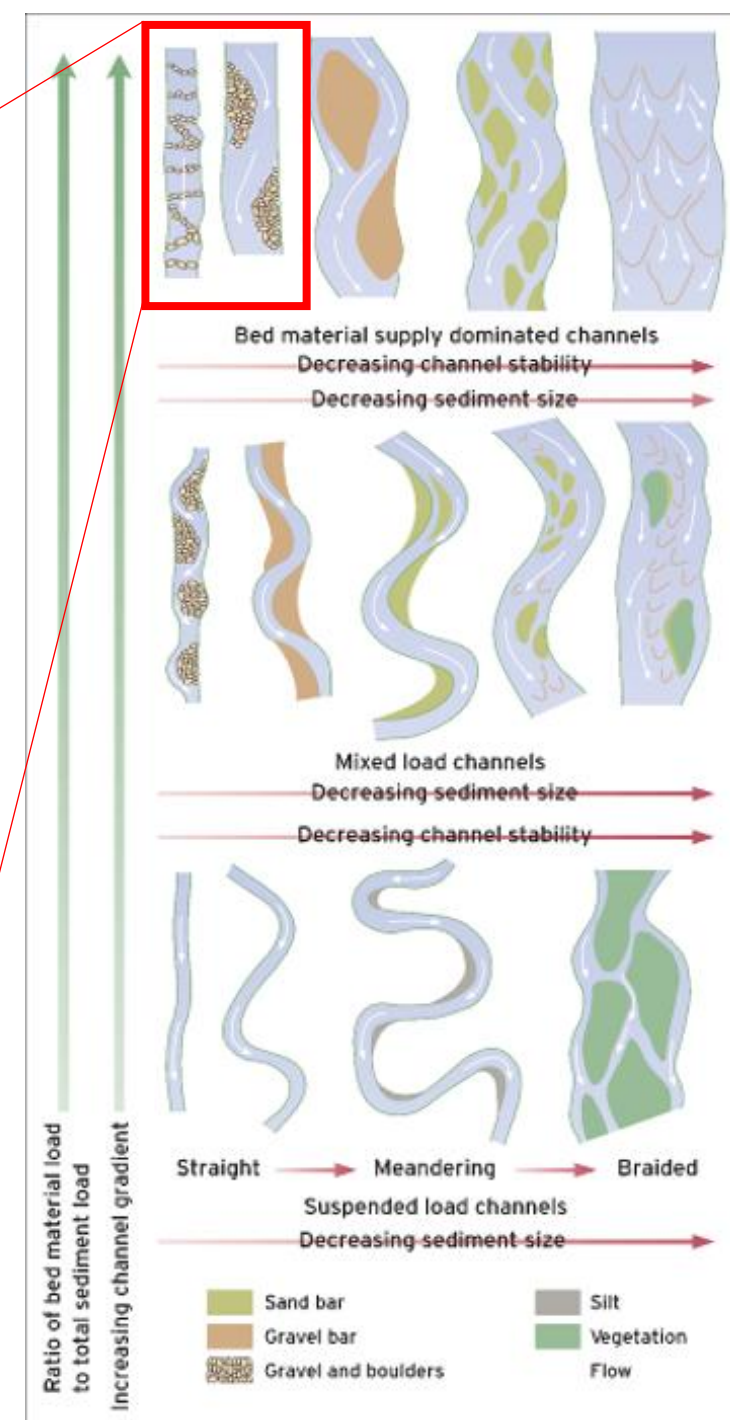 Bed material supply dominated channels
Decreasing channel stability
Decreasing sediment size
Mixed load channels
Decreasing sediment size
Decreasing channel stability
Straight Meandering Braided
Suspended load channels
Decreasing sediment size
Ratio of bed material load
to total sediment load
Increasing channel gradient
Sand bar
Gravel bar
Gravel and boulders
Silt
Vegetation
Flow